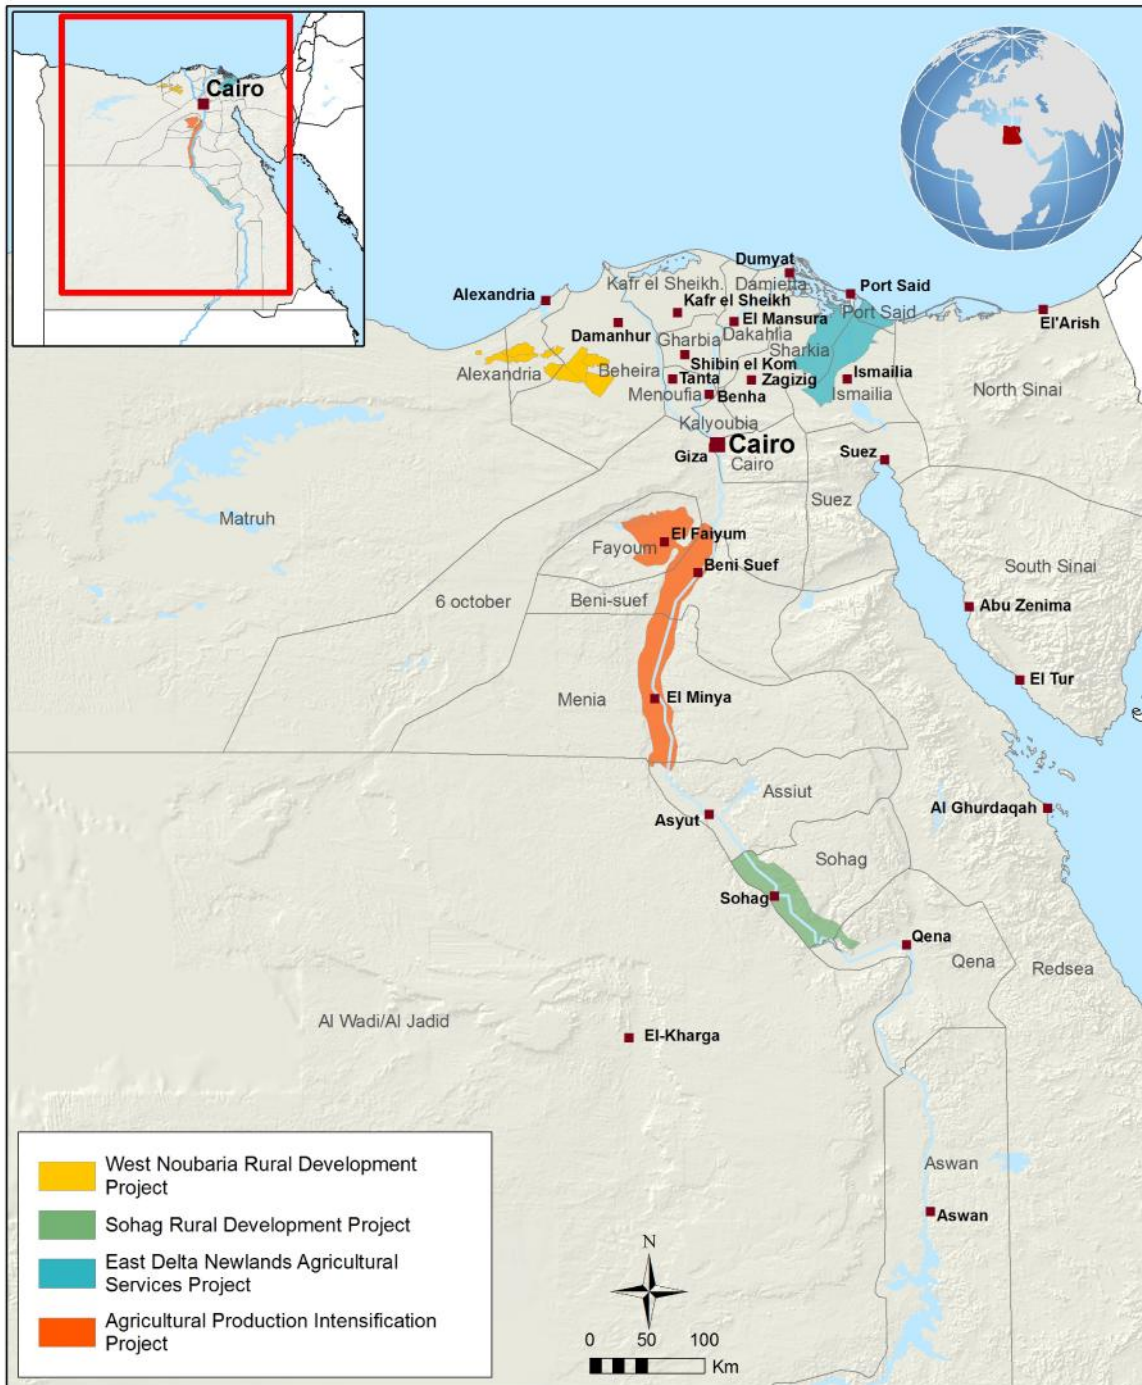 Cairo
Dumyat
Kafr el Sheikh.
Damietta
Alexandria
Port Said
Kafr el Sheikh
Port Said
El'Arish
Damanhur
El Mansura
Gharbia
Dakahlia
Sharkia
Shibin el Kom
Alexandria
Beheira
Tanta
Zagizig
Ismailia
Menoufia
Benha
Ismailia
North Sinai
Kalyoubia
Cairo
Giza
Cairo
Suez
Suez
Matruh
El Faiyum
Fayoum
Beni Suef
South Sinai
6 october
Beni-suef
Abu Zenima
El Tur
Menia
El Minya
Assiut
Asyut
Al Ghurdaqah
Sohag
Sohag
Qena
Qena
Redsea
Al Wadi/Al Jadid
El-Kharga
Aswan
Aswan
West Noubaria Rural Development
Project
Sohag Rural Development Project
East Delta Newlands Agricultural
Services Project
Agricultural Production Intensification
Project
N
0 50 100
Km